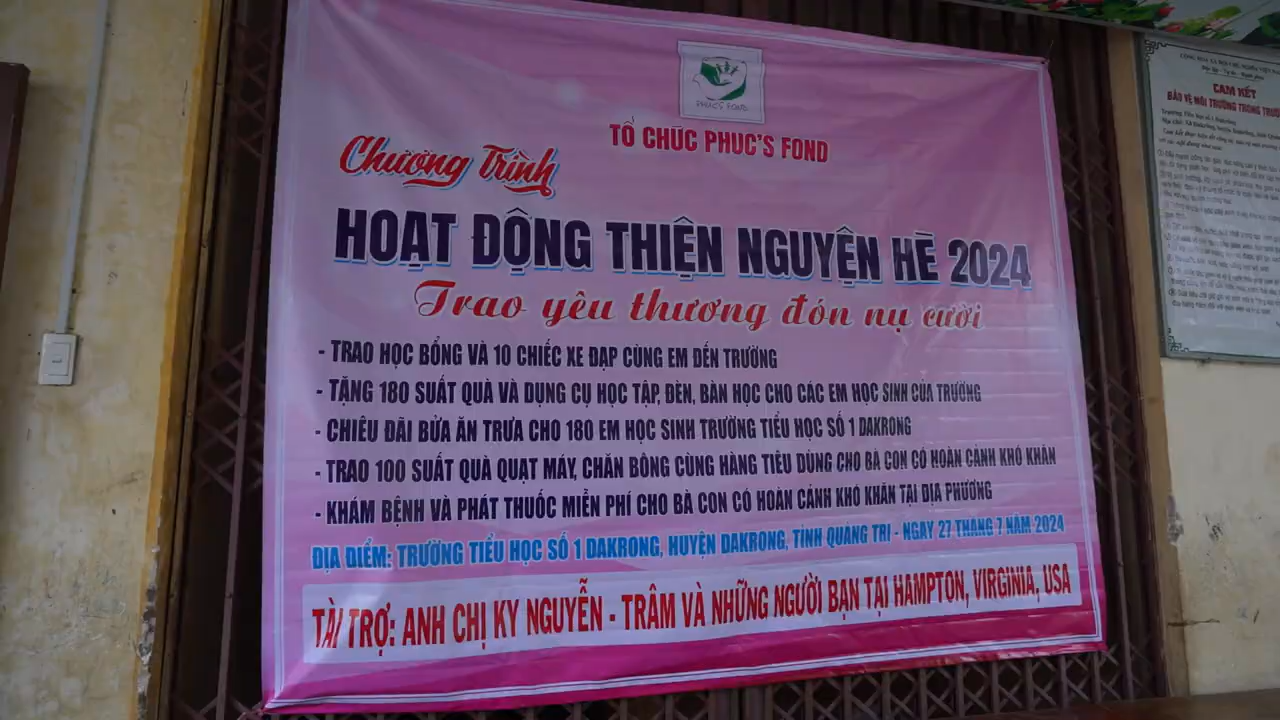 PHUC'S FOND
TỔ CHỨC PHUC'S FOND
Chương Trình
HOẠT ĐỘNG THIỆN NGUYỆN HÈ 2024
Trao yêu thương đón nụ cười
- TRAO HỌC BỔNG VÀ 10 CHIẾC XE ĐẠP CÙNG EM ĐẾN TRƯỜNG
- TẶNG 180 SUẤT QUÀ VÀ DỤNG CỤ HỌC TẬP, ĐÈN, BÀN HỌC CHO CÁC EM HỌC SINH CỦA TRƯỜNG
- CHIÊU ĐÃI BỬA ĂN TRƯA CHO 180 EM HỌC SINH TRƯỜNG TIỂU HỌC SỐ 1 DAKRONG
- TRAO 100 SUẤT QUÀ QUẠT MÁY, CHĂN BÔNG CÙNG HÀNG TIÊU DÙNG CHO BÀ CON CÓ HOÀN CẢNH KHÓ KHĂN
- KHÁM BỆNH VÀ PHÁT THUỐC MIỄN PHÍ CHO BÀ CON CÓ HOÀN CẢNH KHÓ KHĂN TẠI ĐỊA PHƯƠNG
ĐỊA ĐIỂM: TRƯỜNG TIỂU HỌC SỐ 1 DAKRONG, HUYỆN DAKRONG, TỈNH QUẢNG TRỊ - NGÀY 27 THÁNG 7 NĂM 2024
TÀI TRỢ: ANH CHỊ KY NGUYỄN - TRÂM VÀ NHỮNG NGƯỜI BẠN TẠI HAMPTON, VIRGINIA, USA
CAM KẾT
BẢO VỆ MÔI TRƯỜNG TRONG TRƯỜ